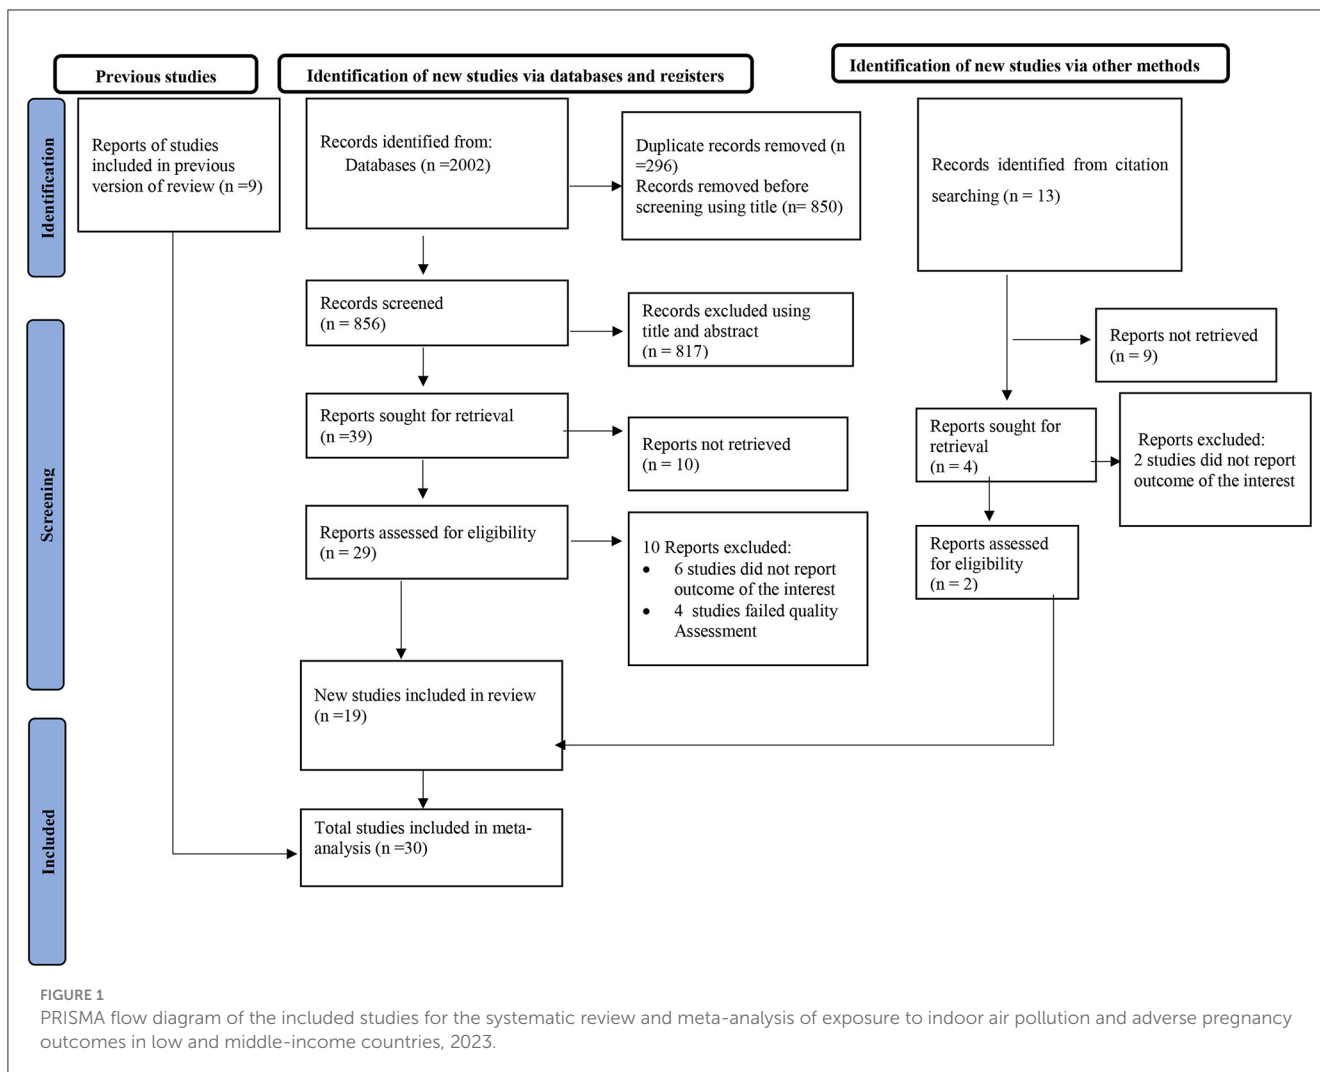 Previous studies
Identification of new studies via databases and registers
Identification of new studies via other methods
Identification
Reports of studies
included in previous
version of review (n =9)
Records identified from:
Databases (n =2002)
Duplicate records removed (n
=296)
Records removed before
screening using title (n= 850)
Records identified from citation
searching (n = 13)
Screening
Records screened
(n = 856)
Records excluded using
title and abstract
(n = 817)
Reports not retrieved
(n = 9)
Reports sought for retrieval
(n =39)
Reports not retrieved
(n = 10)
Reports sought for
retrieval
(n = 4)
Reports excluded:
2 studies did not report
outcome of the interest
Reports assessed for eligibility
(n = 29)
10 Reports excluded:
• 6 studies did not report
outcome of the interest
• 4 studies failed quality
Assessment
Reports assessed
for eligibility
(n = 2)
New studies included in review
(n =19)
Included
Total studies included in meta-
analysis (n =30)
FIGURE 1
PRISMA flow diagram of the included studies for the systematic review and meta-analysis of exposure to indoor air pollution and adverse pregnancy
outcomes in low and middle-income countries, 2023.